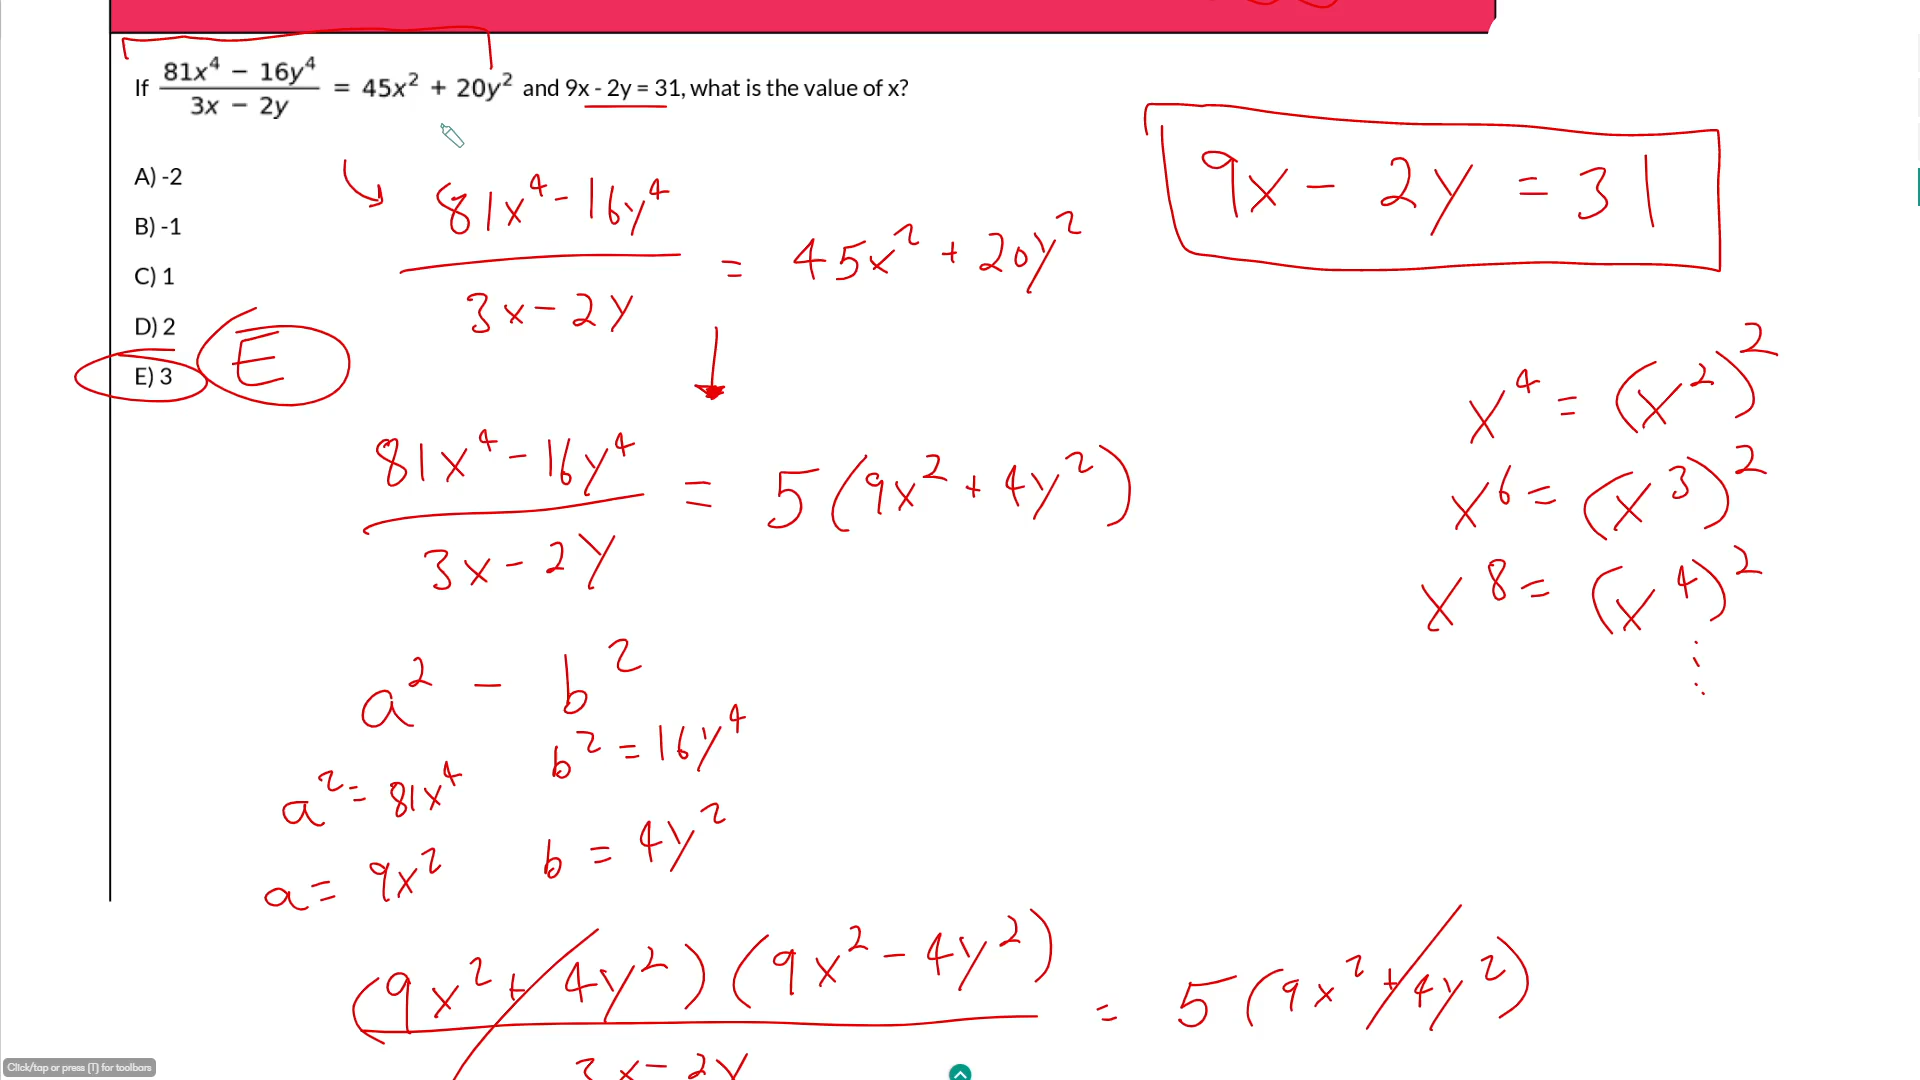 If (81x⁴ − 16y⁴)/(3x − 2y) = 45x² + 20y² and 9x - 2y = 31, what is the value of x?
9x - 2y = 31
A) -2
(81x⁴ - 16y⁴)/(3x - 2y) = 45x² + 20y²
B) -1
C) 1
D) 2
E
E) 3
x⁴ = (x²)²
(81x⁴ - 16y⁴)/(3x - 2y) = 5(9x² + 4y²)
x⁶ = (x³)²
x⁸ = (x⁴)²
⋮
a² - b²
a² = 81x⁴ b² = 16y⁴
a = 9x² b = 4y²
(9x² + 4y²)(9x² - 4y²)/(3x - 2y) = 5(9x² + 4y²)
Click/tap or press (T) for toolbars